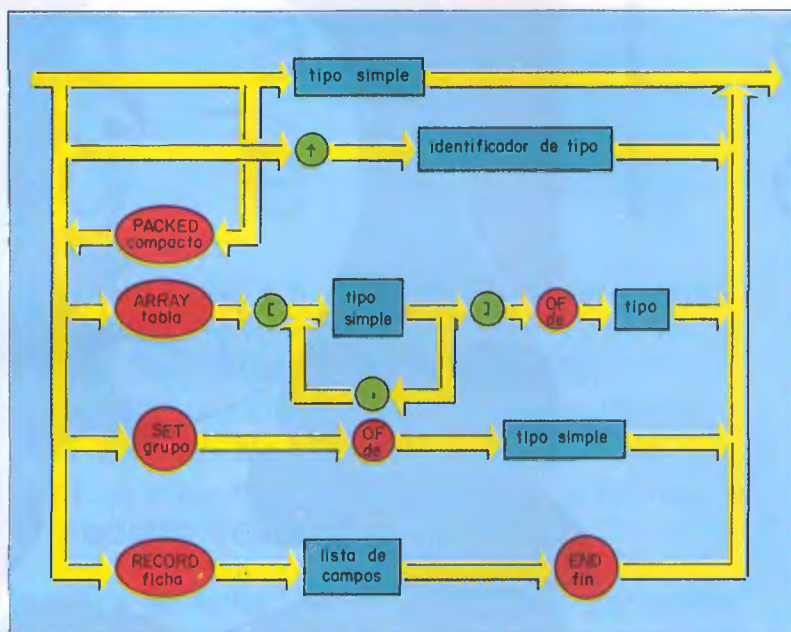 tipo simple
↑
identificador de tipo
PACKED
compacto
ARRAY
tabla
[
tipo
simple
]
OF
de
tipo
,
SET
grupo
OF
de
tipo simple
RECORD
ficha
lista de
campos
END
fin